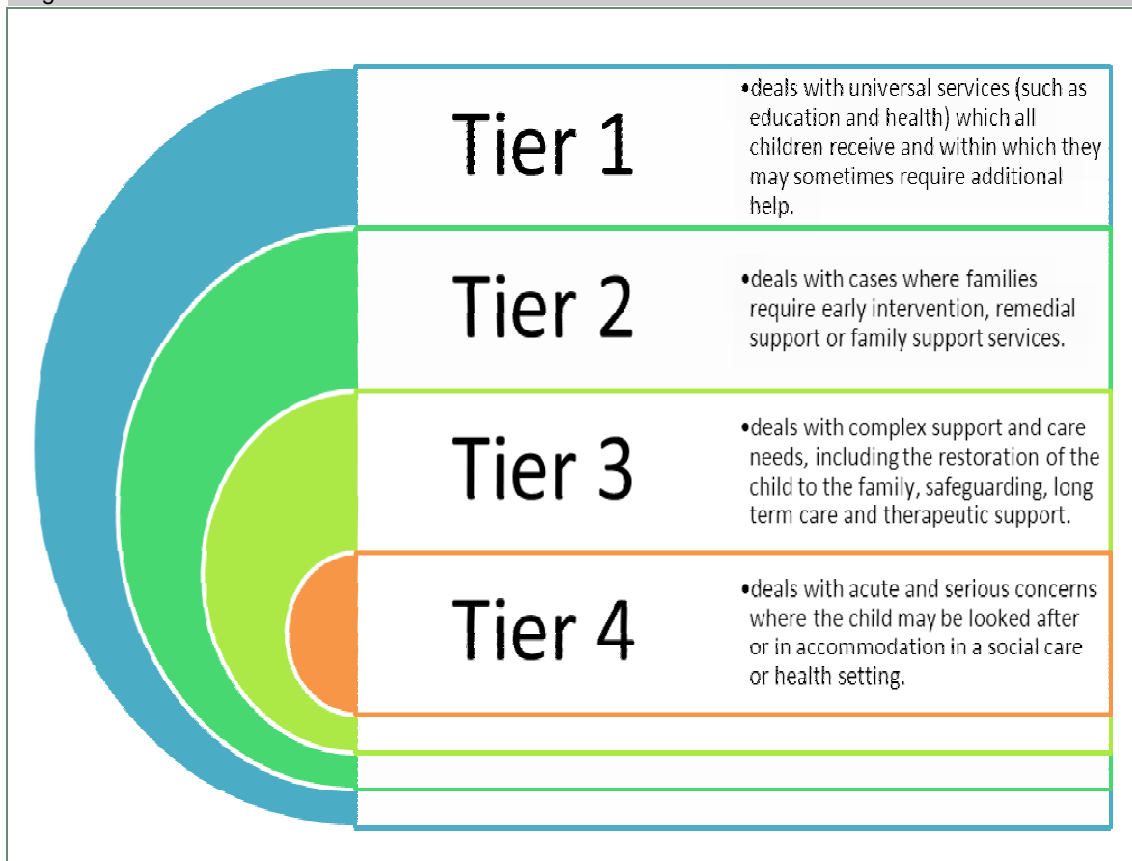 Tier 1
•deals with universal services (such as
education and health) which all
children receive and within which they
may sometimes require additional
help.
Tier 2
•deals with cases where families
require early intervention, remedial
support or family support services.
Tier 3
•deals with complex support and care
needs, including the restoration of the
child to the family, safeguarding, long
term care and therapeutic support.
Tier 4
•deals with acute and serious concerns
where the child may be looked after
or in accommodation in a social care
or health setting.